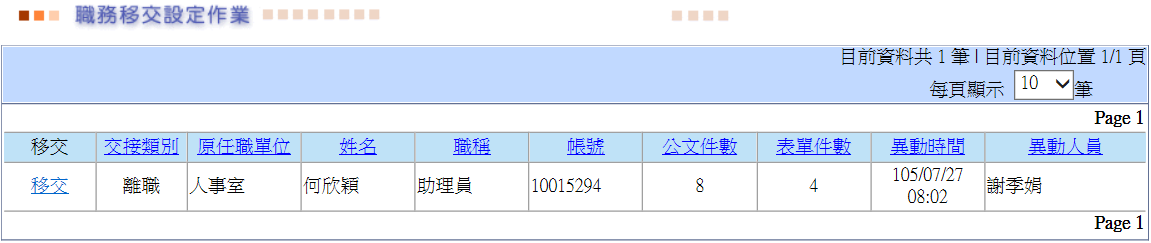 職務移交設定作業
目前資料共 1 筆 | 目前資料位置 1/1 頁
每頁顯示 10 筆
Page 1
移交 交接類別 原任職單位 姓名 職稱 帳號 公文件數 表單件數 異動時間 異動人員
移交 離職 人事室 何欣穎 助理員 10015294 8 4 105/07/27 08:02 謝季娟
Page 1